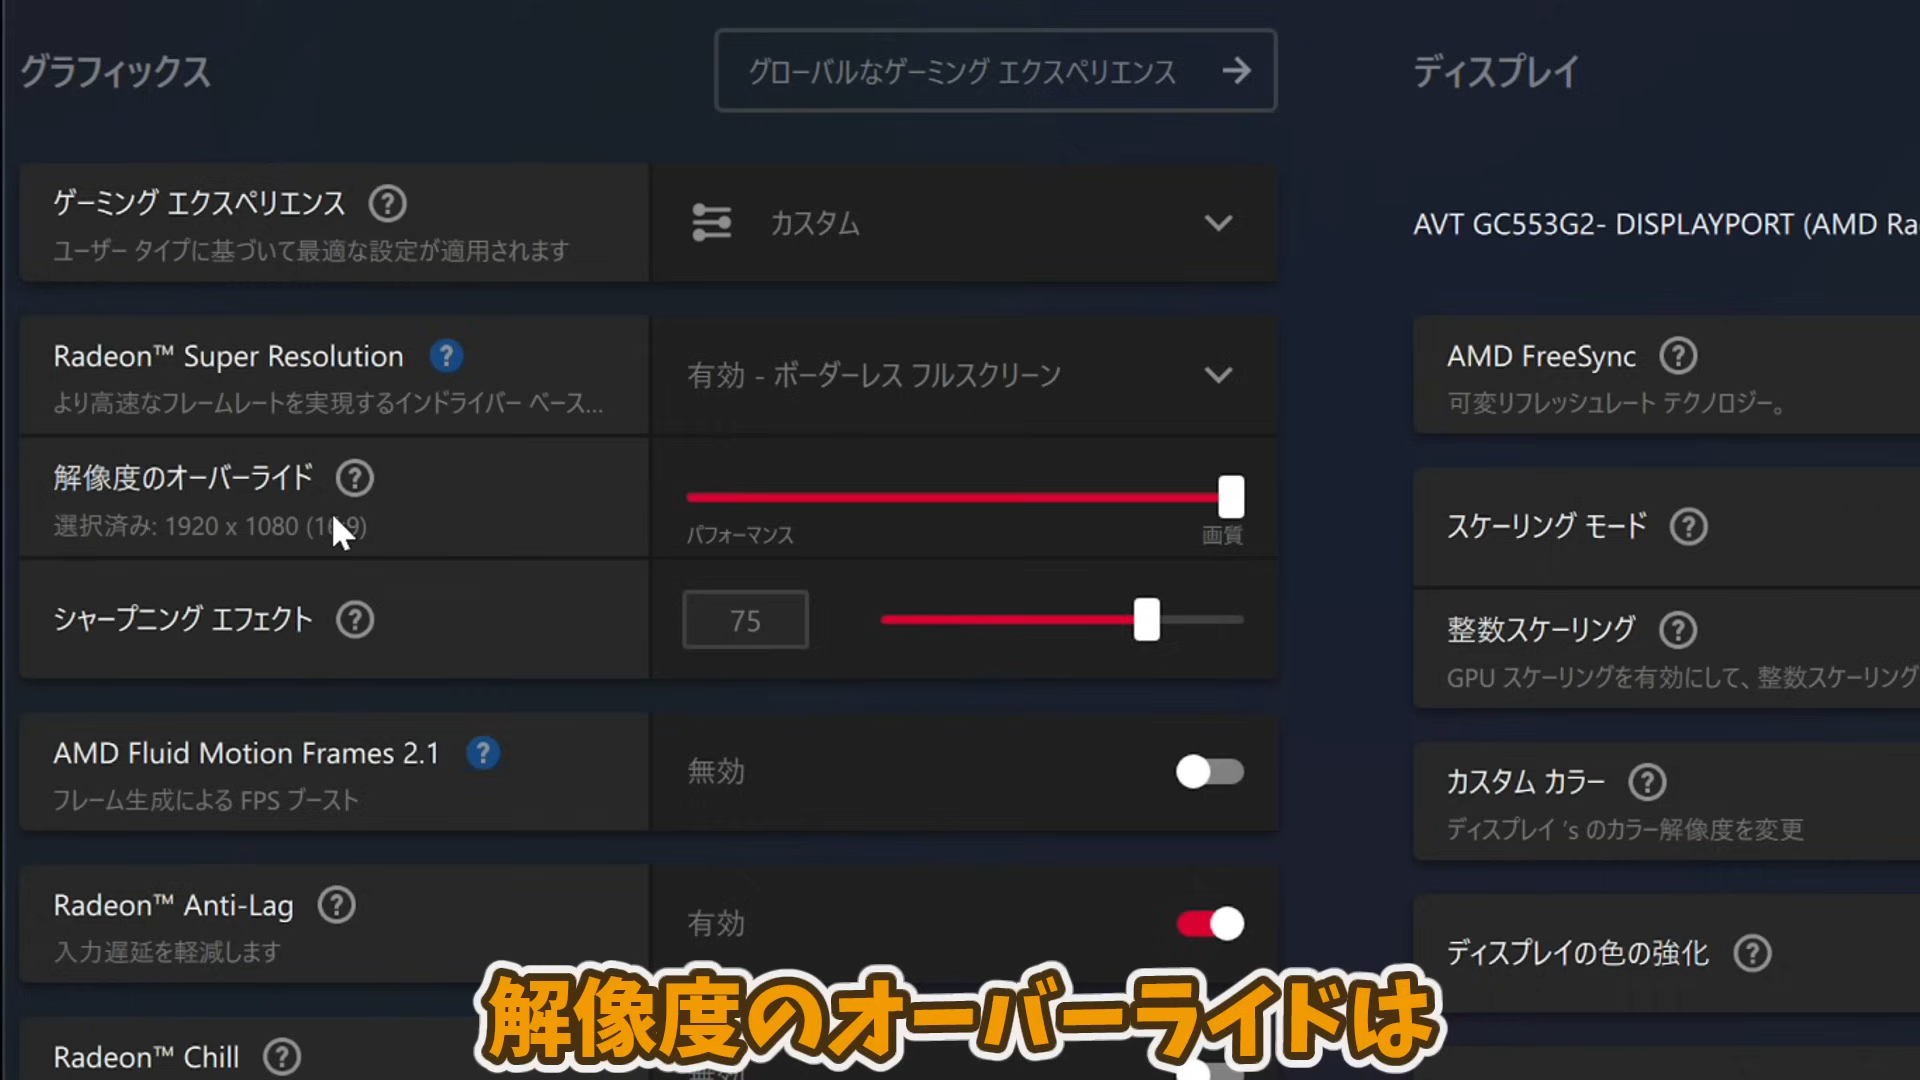 グラフィックス
グローバルなゲーミング エクスペリエンス
ゲーミング エクスペリエンス
ユーザー タイプに基づいて最適な設定が適用されます
カスタム
Radeon™ Super Resolution
より高速なフレームレートを実現するインドライバー ベース...
有効 - ボーダーレス フルスクリーン
解像度のオーバーライド
選択済み: 1920 x 1080 (16:9)
パフォーマンス
画質
シャープニング エフェクト
75
AMD Fluid Motion Frames 2.1
フレーム生成による FPS ブースト
無効
Radeon™ Anti-Lag
入力遅延を軽減します
有効
Radeon™ Chill
ディスプレイ
AVT GC553G2- DISPLAYPORT (AMD Ra
AMD FreeSync
可変リフレッシュレート テクノロジー。
スケーリング モード
整数スケーリング
GPU スケーリングを有効にして、整数スケーリング
カスタム カラー
ディスプレイ 's のカラー解像度を変更
ディスプレイの色の強化
解像度のオーバーライドは